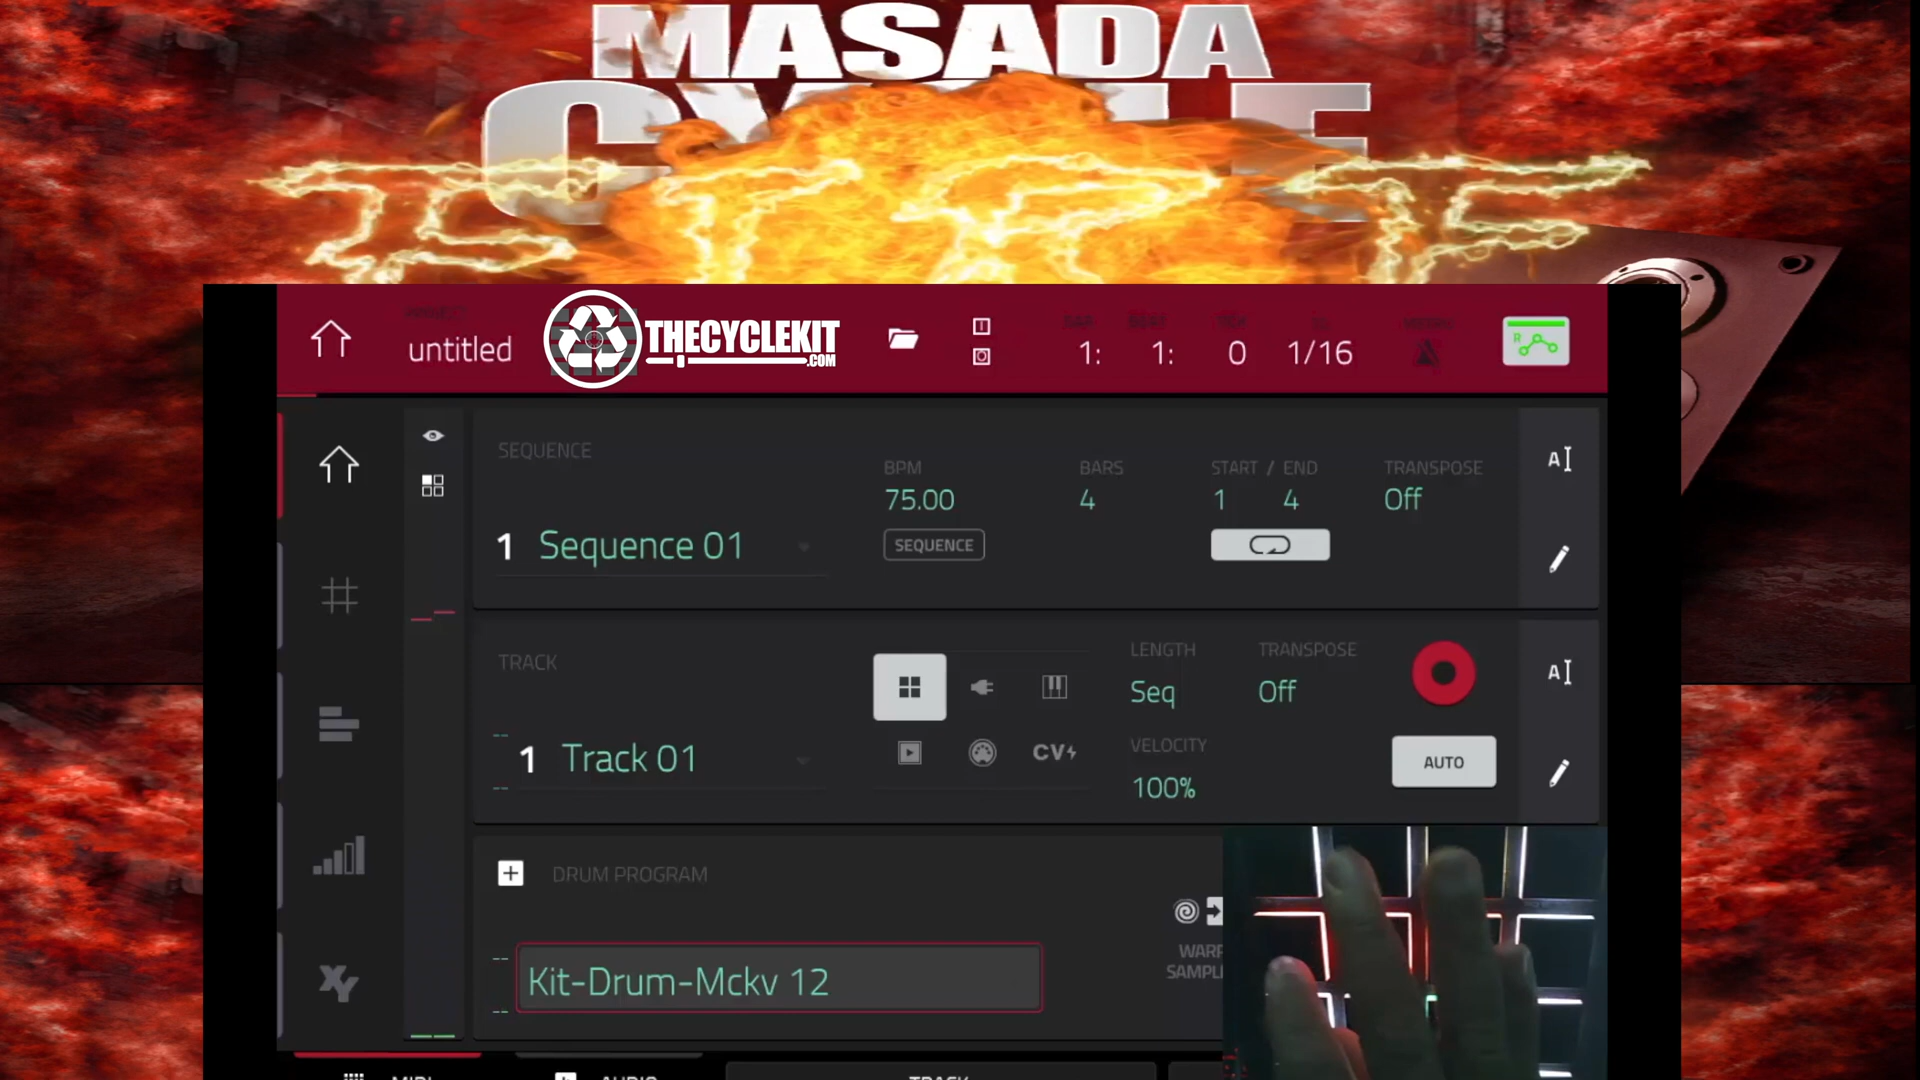 MASADA
untitled
THECYCLEKIT
.COM
1: 1: 0 1/16
SEQUENCE
BPM
BARS
START / END
TRANSPOSE
75.00
4
1 4
Off
1 Sequence 01
SEQUENCE
TRACK
LENGTH
TRANSPOSE
Seq
Off
1 Track 01
CV
VELOCITY
100%
AUTO
DRUM PROGRAM
Kit-Drum-Mckv 12
XY
TRACK